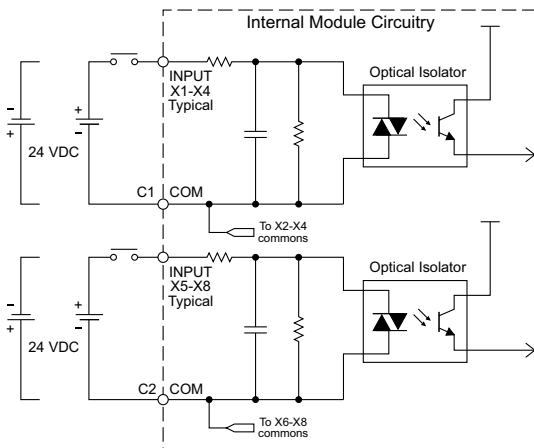 Internal Module Circuitry
INPUT
X1-X4
Typical
Optical Isolator
-
+
+
-
24 VDC
C1 COM
To X2-X4
commons
INPUT
X5-X8
Typical
Optical Isolator
-
+
+
-
24 VDC
C2 COM
To X6-X8
commons